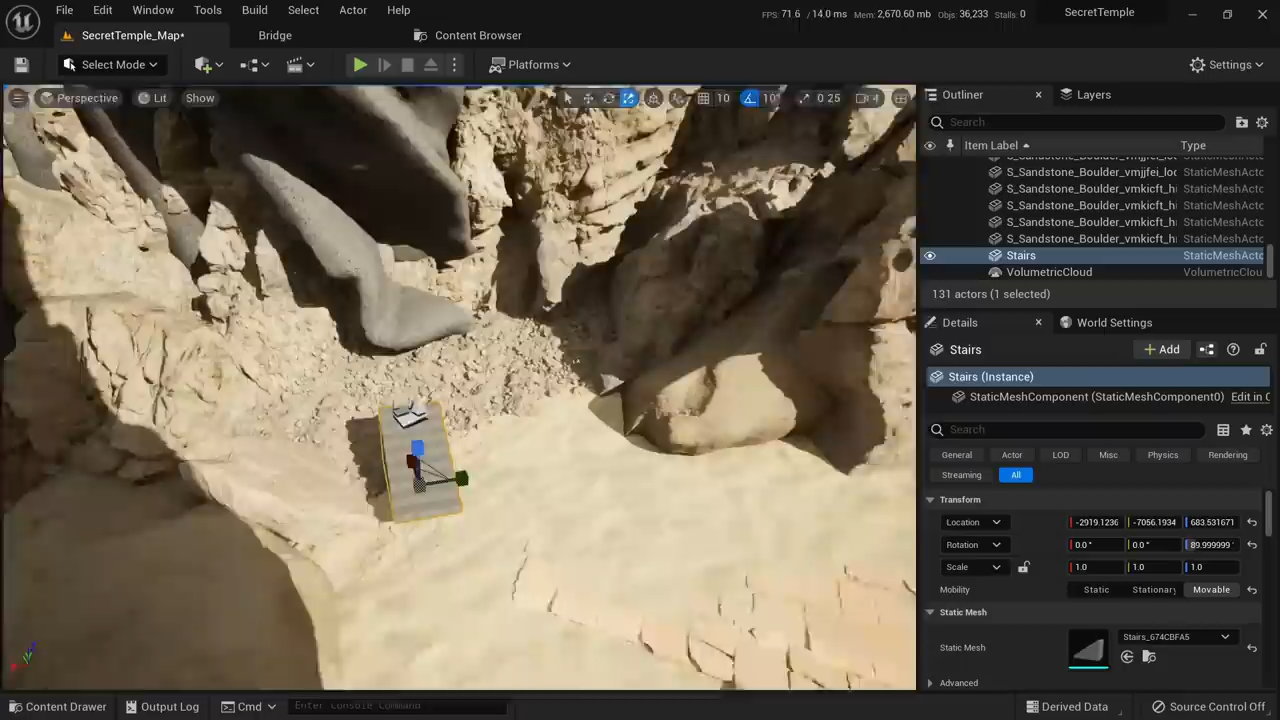 File Edit Window Tools Build Select Actor Help
FPS: 71.6 / 14.0 ms Mem: 2,670.60 mb Objs: 36,233 Stalls: 0 SecretTemple
SecretTemple_Map* Bridge Content Browser
Select Mode Platforms Settings
Perspective Lit Show 10 10° 0.25 4
Outliner Layers
Search
Item Label Type
S_Sandstone_Boulder_vmjjfei_loc StaticMeshActo
S_Sandstone_Boulder_vmkicft_hi StaticMeshActo
S_Sandstone_Boulder_vmkicft_hi StaticMeshActo
S_Sandstone_Boulder_vmkicft_hi StaticMeshActo
S_Sandstone_Boulder_vmkicft_hi StaticMeshActo
Stairs StaticMeshActo
VolumetricCloud VolumetricClou
131 actors (1 selected)
Details World Settings
Stairs Add
Stairs (Instance)
StaticMeshComponent (StaticMeshComponent0) Edit in C
Search
General Actor LOD Misc Physics Rendering
Streaming All
Transform
Location -2919.1236 -7056.1934 683.531671
Rotation 0.0° 0.0° 89.999999°
Scale 1.0 1.0 1.0
Mobility Static Stationary Movable
Static Mesh
Static Mesh Stairs_674CBFA5
Advanced
Content Drawer Output Log Cmd Enter Console Command Derived Data Source Control Off